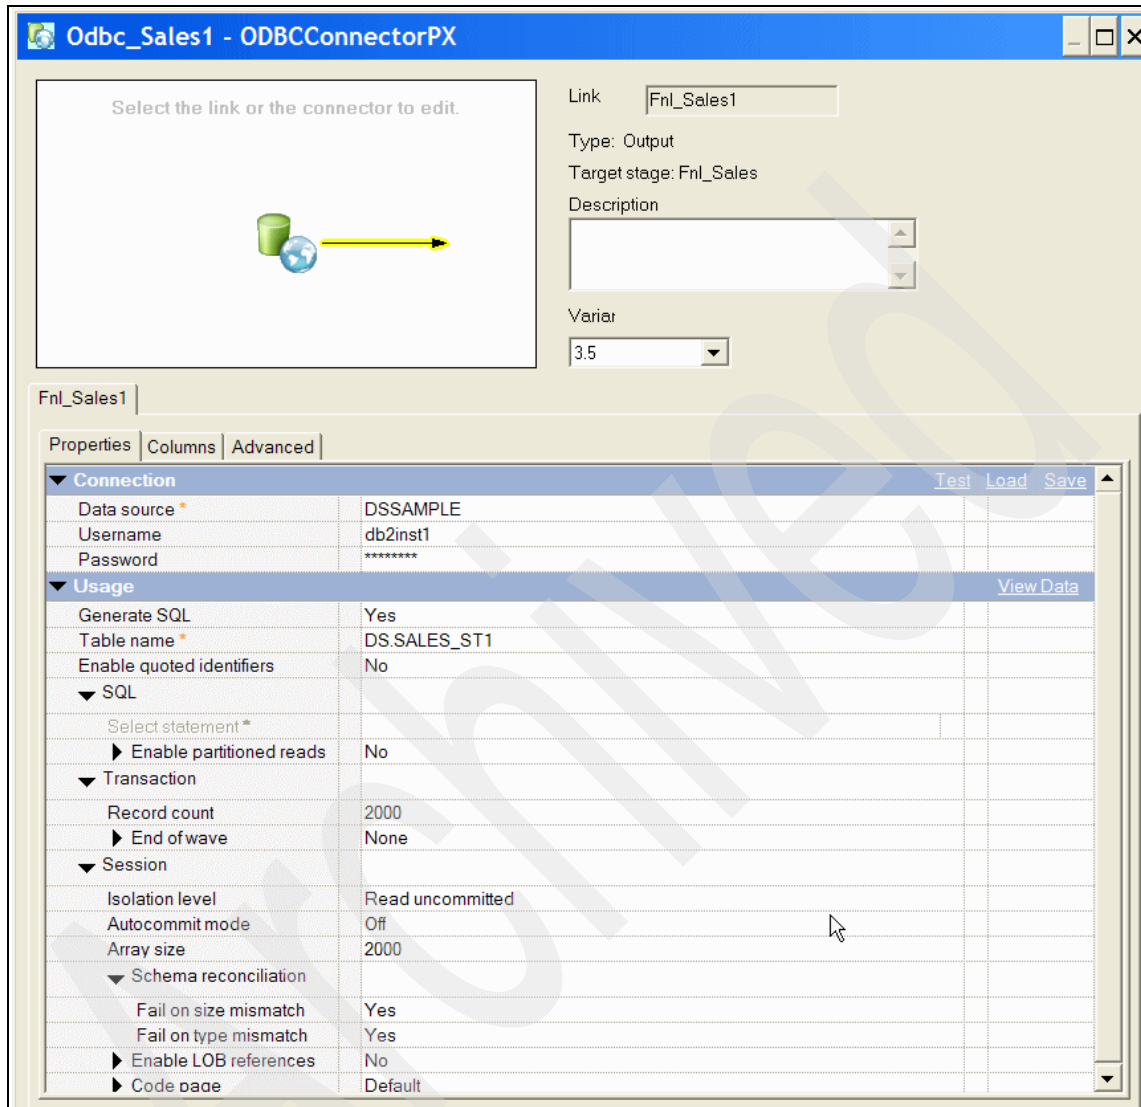 Odbc_Sales1 - ODBCConnectorPX
Select the link or the connector to edit.
Link Fnl_Sales1
Type: Output
Target stage: Fnl_Sales
Description
Variar
3.5
Fnl_Sales1
Properties Columns Advanced
Connection Test Load Save
Data source * DSSAMPLE
Username db2inst1
Password ********
Usage View Data
Generate SQL Yes
Table name * DS.SALES_ST1
Enable quoted identifiers No
SQL
Select statement *
Enable partitioned reads No
Transaction
Record count 2000
End of wave None
Session
Isolation level Read uncommitted
Autocommit mode Off
Array size 2000
Schema reconciliation
Fail on size mismatch Yes
Fail on type mismatch Yes
Enable LOB references No
Code page Default
Archived